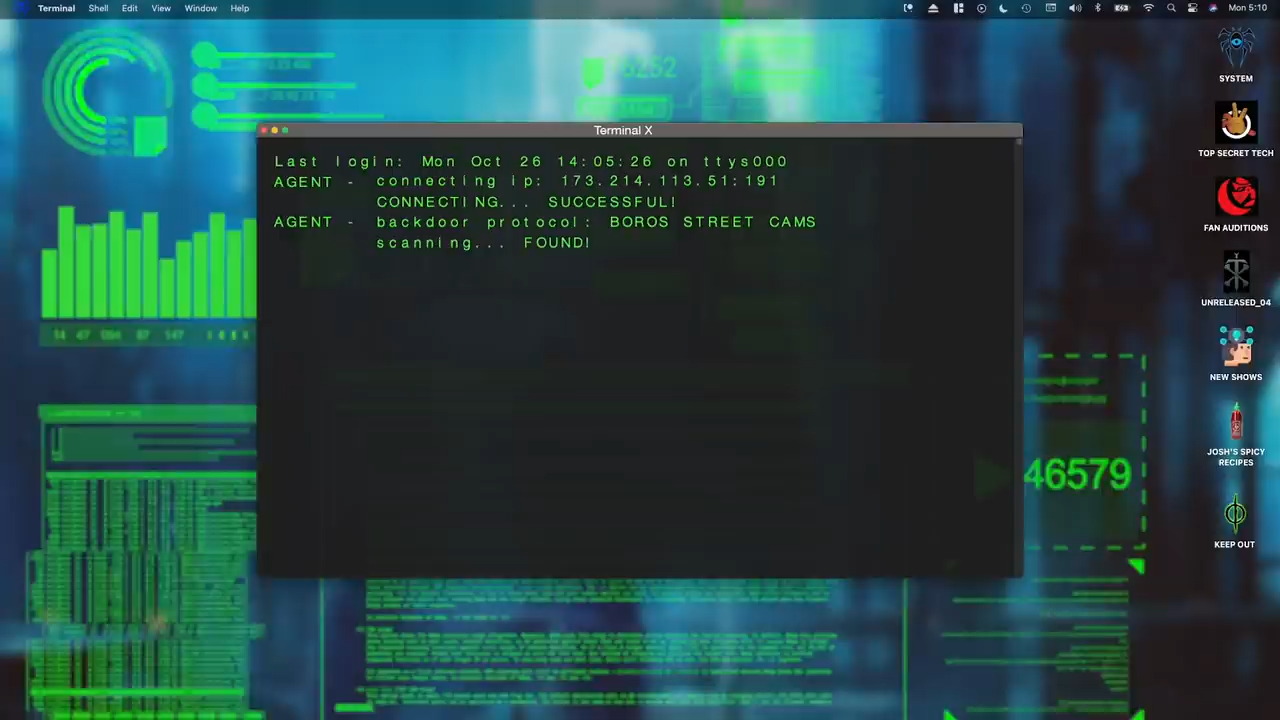 Terminal Shell Edit View Window Help Mon 5:10
Terminal X
Last login: Mon Oct 26 14:05:26 on ttys000
AGENT - connecting ip: 173.214.113.51:191
CONNECTING... SUCCESSFUL!
AGENT - backdoor protocol: BOROS STREET CAMS
scanning... FOUND!
SYSTEM
TOP SECRET TECH
FAN AUDITIONS
UNRELEASED_04
NEW SHOWS
JOSH'S SPICY
RECIPES
KEEP OUT
46579